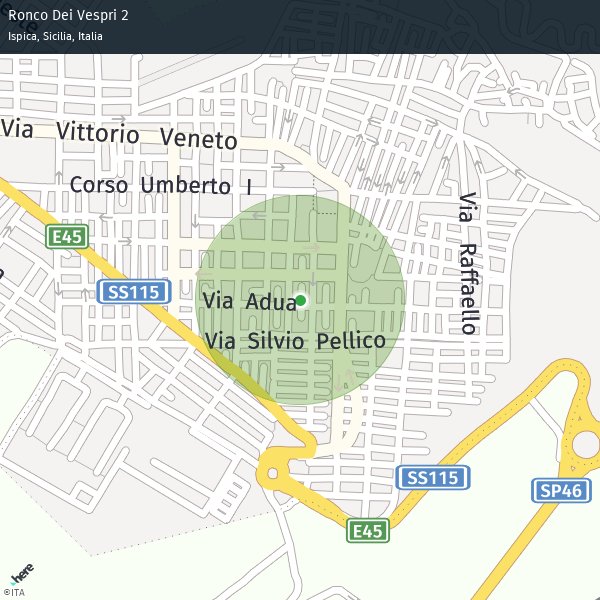 Ronco Dei Vespri 2
Ispica, Sicilia, Italia
Via Vittorio Veneto
Corso Umberto I
Via Raffaello
E45
SS115
Via Adua
Via Silvio Pellico
SS115
SP46
E45
here
©ITA